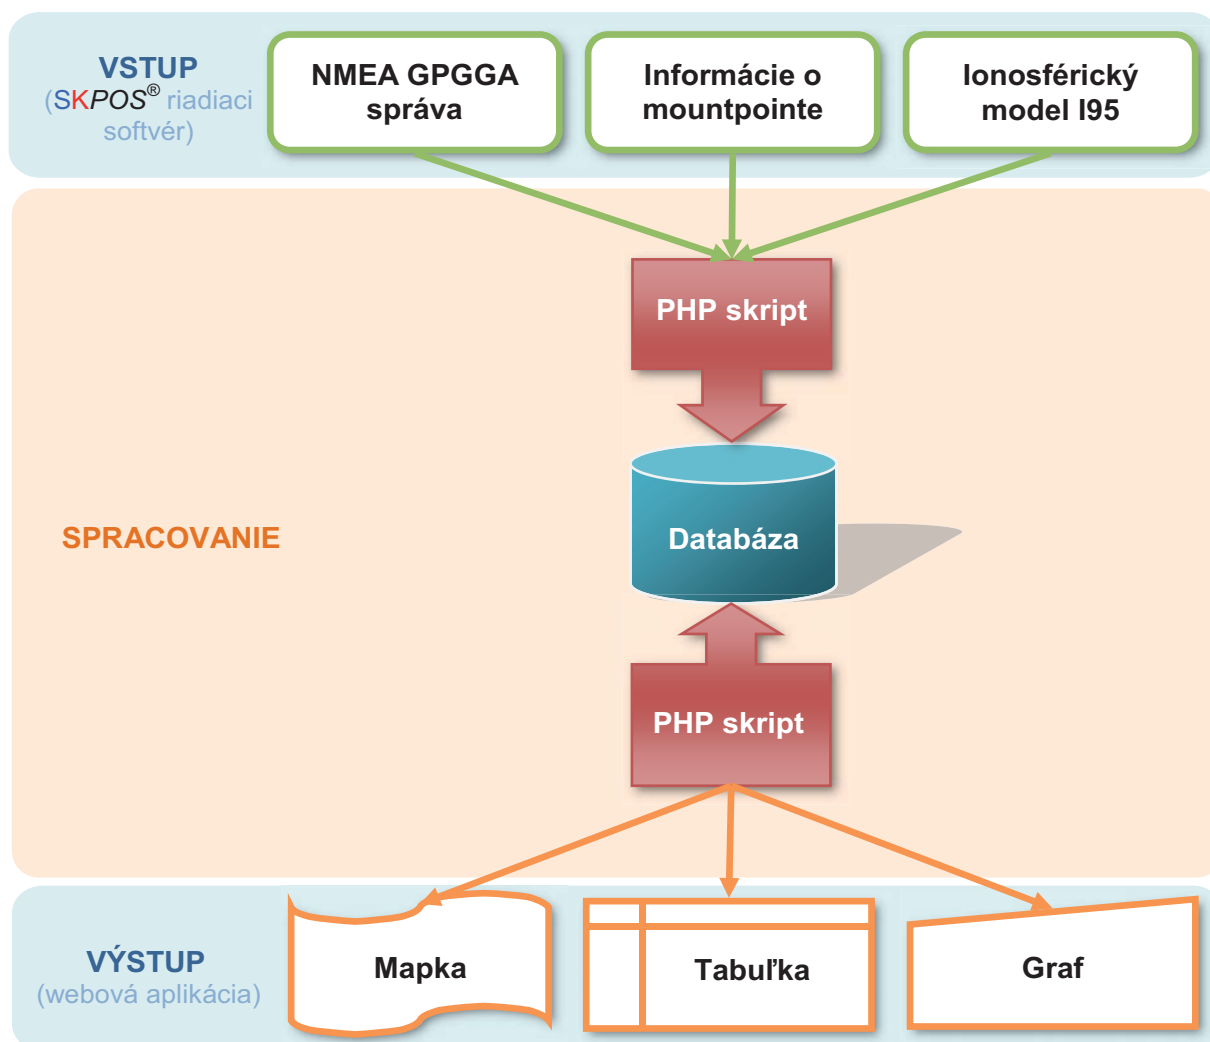 VSTUP
(SKPOS® riadiaci
softvér)
NMEA GPGGA
správa
Informácie o
mountpointe
Ionosférický
model I95
PHP skript
Databáza
SPRACOVANIE
PHP skript
VÝSTUP
(webová aplikácia)
Mapka
Tabuľka
Graf